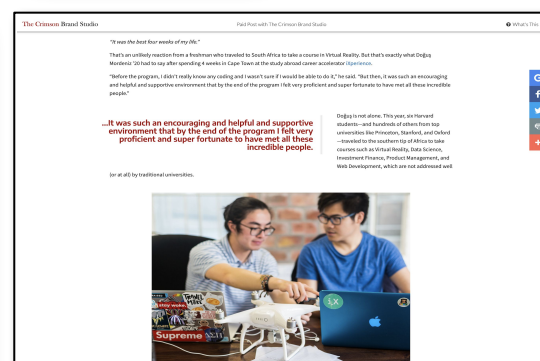 The Crimson Brand Studio
Paid Post with The Crimson Brand Studio
What's This
"It was the best four weeks of my life."
That's an unlikely reaction from a freshman who traveled to South Africa to take a course in Virtual Reality. But that's exactly what Doğuş
Mordeniz '20 had to say after spending 4 weeks in Cape Town at the study abroad career accelerator iXperience.
"Before the program, I didn't really know any coding and I wasn't sure if I would be able to do it," he said. "But then, it was such an encouraging
and helpful and supportive environment that by the end of the program I felt very proficient and super fortunate to have met all these incredible
people."
...It was such an encouraging and helpful and supportive
environment that by the end of the program I felt very
proficient and super fortunate to have met all these
incredible people.
Doğuş is not alone. This year, six Harvard
students—and hundreds of others from top
universities like Princeton, Stanford, and Oxford
—traveled to the southern tip of Africa to take
courses such as Virtual Reality, Data Science,
Investment Finance, Product Management, and
Web Development, which are not addressed well
(or at all) by traditional universities.
TRAVEL
stay woke.
Supreme
iX